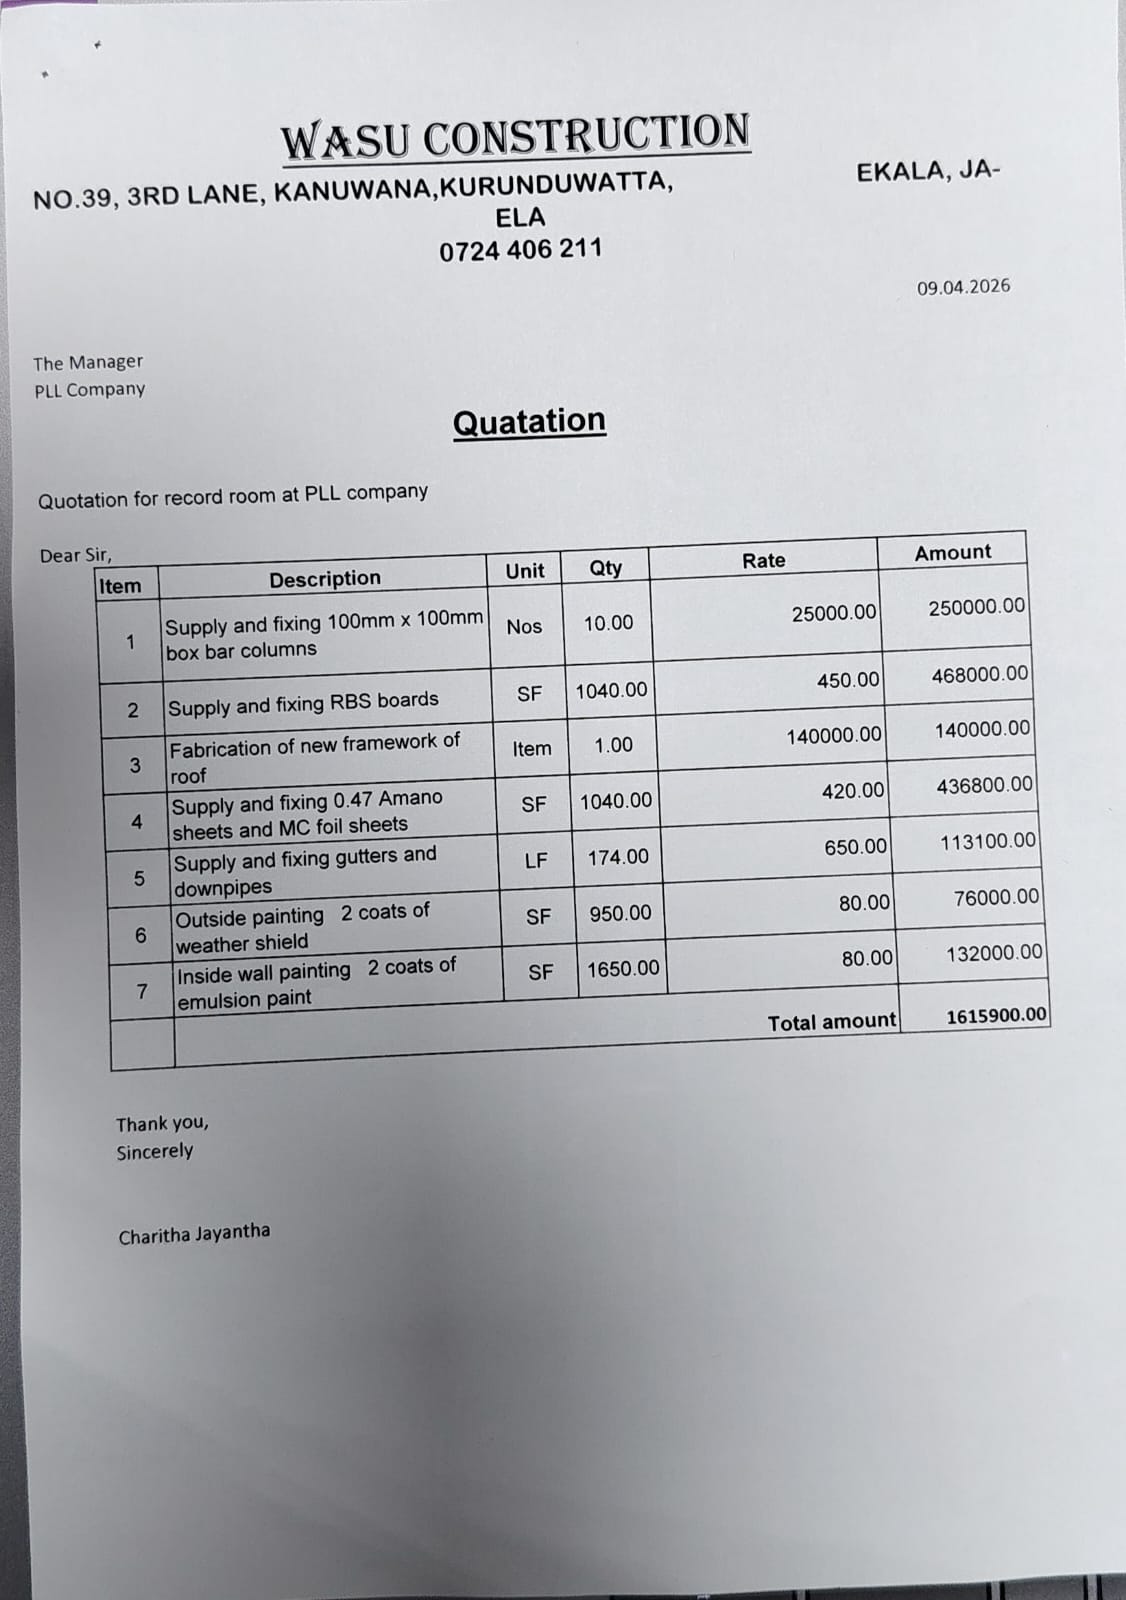 WASU CONSTRUCTION
NO.39, 3RD LANE, KANUWANA,KURUNDUWATTA, EKALA, JA-
ELA
0724 406 211
09.04.2026
The Manager
PLL Company
Quatation
Quotation for record room at PLL company
Dear Sir,
Item Description Unit Qty Rate Amount
1 Supply and fixing 100mm x 100mm box bar columns Nos 10.00 25000.00 250000.00
2 Supply and fixing RBS boards SF 1040.00 450.00 468000.00
3 Fabrication of new framework of roof Item 1.00 140000.00 140000.00
4 Supply and fixing 0.47 Amano sheets and MC foil sheets SF 1040.00 420.00 436800.00
5 Supply and fixing gutters and downpipes LF 174.00 650.00 113100.00
6 Outside painting 2 coats of weather shield SF 950.00 80.00 76000.00
7 Inside wall painting 2 coats of emulsion paint SF 1650.00 80.00 132000.00
Total amount 1615900.00
Thank you,
Sincerely
Charitha Jayantha